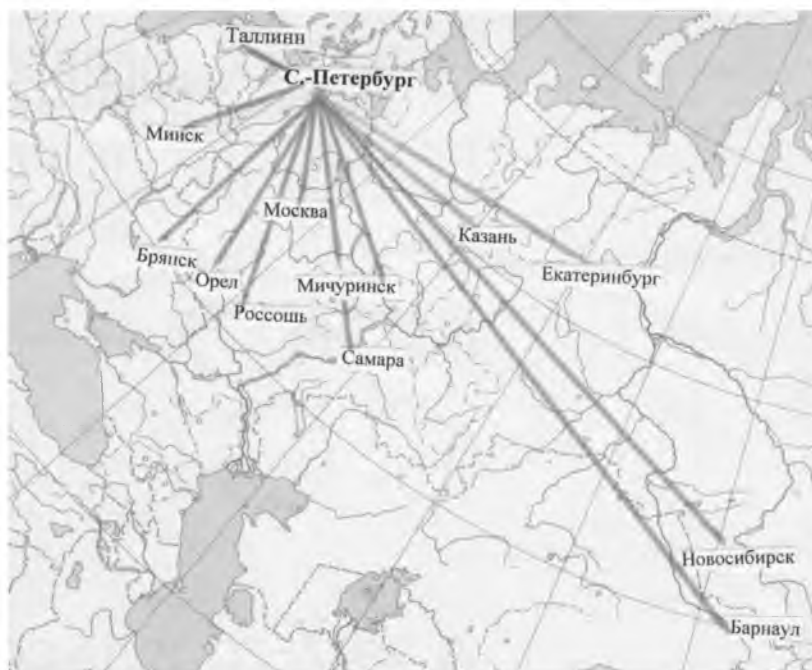 Таллинн
С.-Петербург
Минск
Москва
Казань
Брянск
Орел
Екатеринбург
Мичуринск
Россошь
Самара
Новосибирск
Барнаул